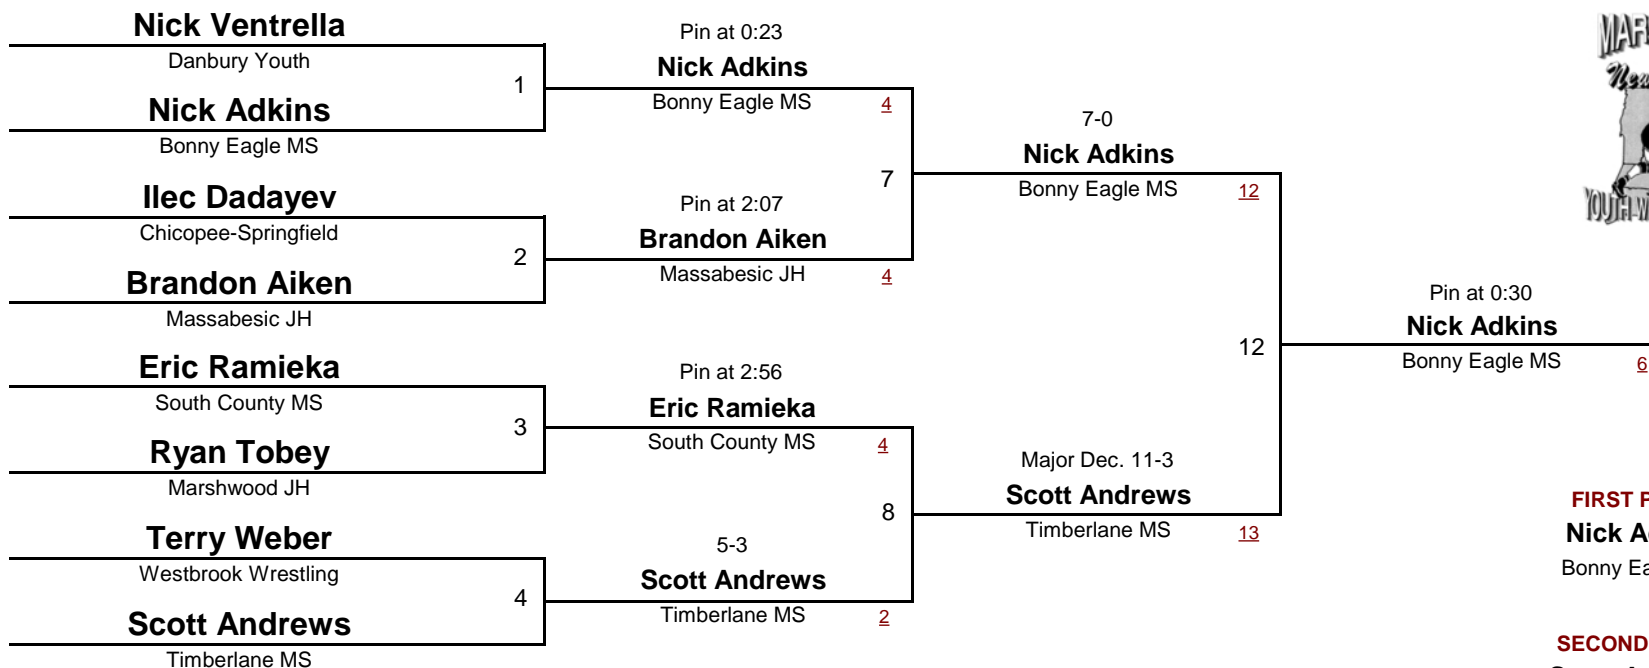 Nick Ventrella
Danbury Youth
1
Nick Adkins
Bonny Eagle MS
Ilec Dadayev
Chicopee-Springfield
2
Brandon Aiken
Massabesic JH
Eric Ramieka
South County MS
3
Ryan Tobey
Marshwood JH
Terry Weber
Westbrook Wrestling
4
Scott Andrews
Timberlane MS
Pin at 0:23
Nick Adkins
Bonny Eagle MS 4
7
Pin at 2:07
Brandon Aiken
Massabesic JH 4
Pin at 2:56
Eric Ramieka
South County MS 4
8
5-3
Scott Andrews
Timberlane MS 2
7-0
Nick Adkins
Bonny Eagle MS 12
12
Major Dec. 11-3
Scott Andrews
Timberlane MS 13
Pin at 0:30
Nick Adkins
Bonny Eagle MS 6
FIRST
Nick
Bonny
SECOND